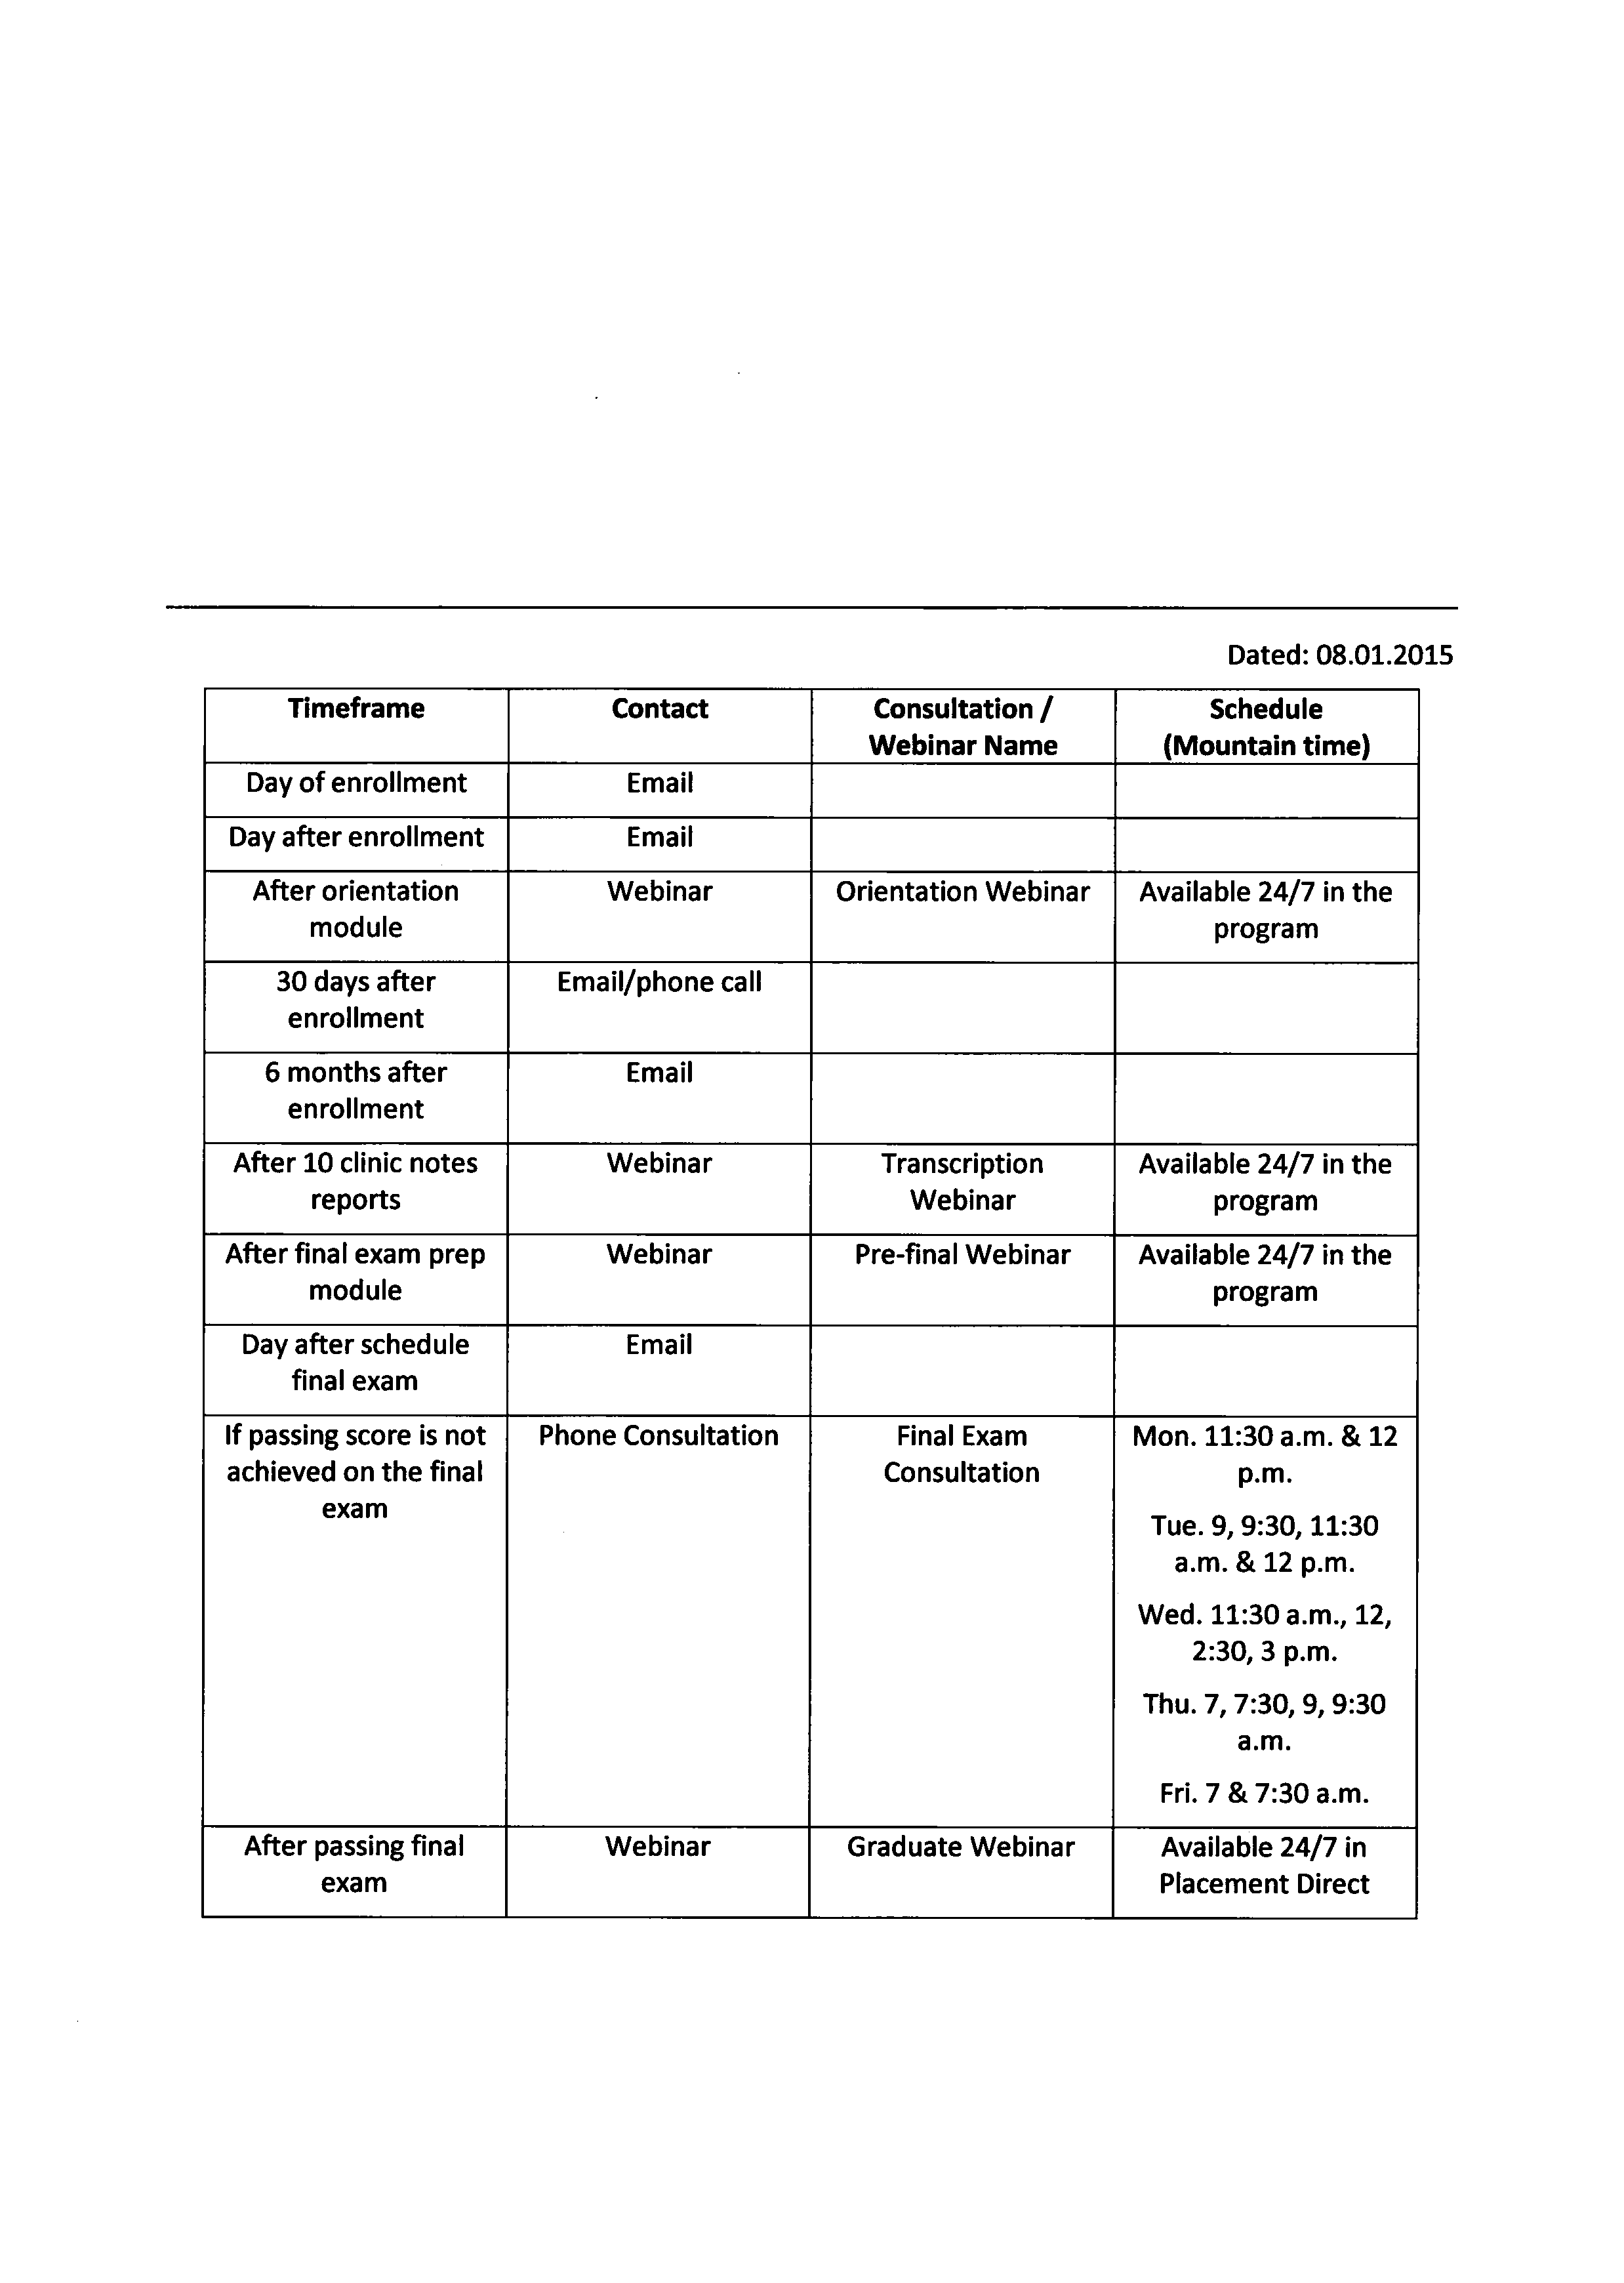 Dated: 08.01.2015
Timeframe
Contact
Consultation /
Webinar Name
Schedule
(Mountain time)
Day of enrollment
Email
Day after enrollment
Email
After orientation
module
Webinar
Orientation Webinar
Available 24/7 in the
program
30 days after
enrollment
Email/phone call
6 months after
enrollment
Email
After 10 clinic notes
reports
Webinar
Transcription
Webinar
Available 24/7 in the
program
After final exam prep
module
Webinar
Pre-final Webinar
Available 24/7 in the
program
Day after schedule
final exam
Email
If passing score is not
achieved on the final
exam
Phone Consultation
Final Exam
Consultation
Mon. 11:30 a.m. & 12
p.m.
Tue. 9, 9:30, 11:30
a.m. & 12 p.m.
Wed. 11:30 a.m., 12,
2:30, 3 p.m.
Thu. 7, 7:30, 9, 9:30
a.m.
Fri. 7 & 7:30 a.m.
After passing final
exam
Webinar
Graduate Webinar
Available 24/7 in
Placement Direct